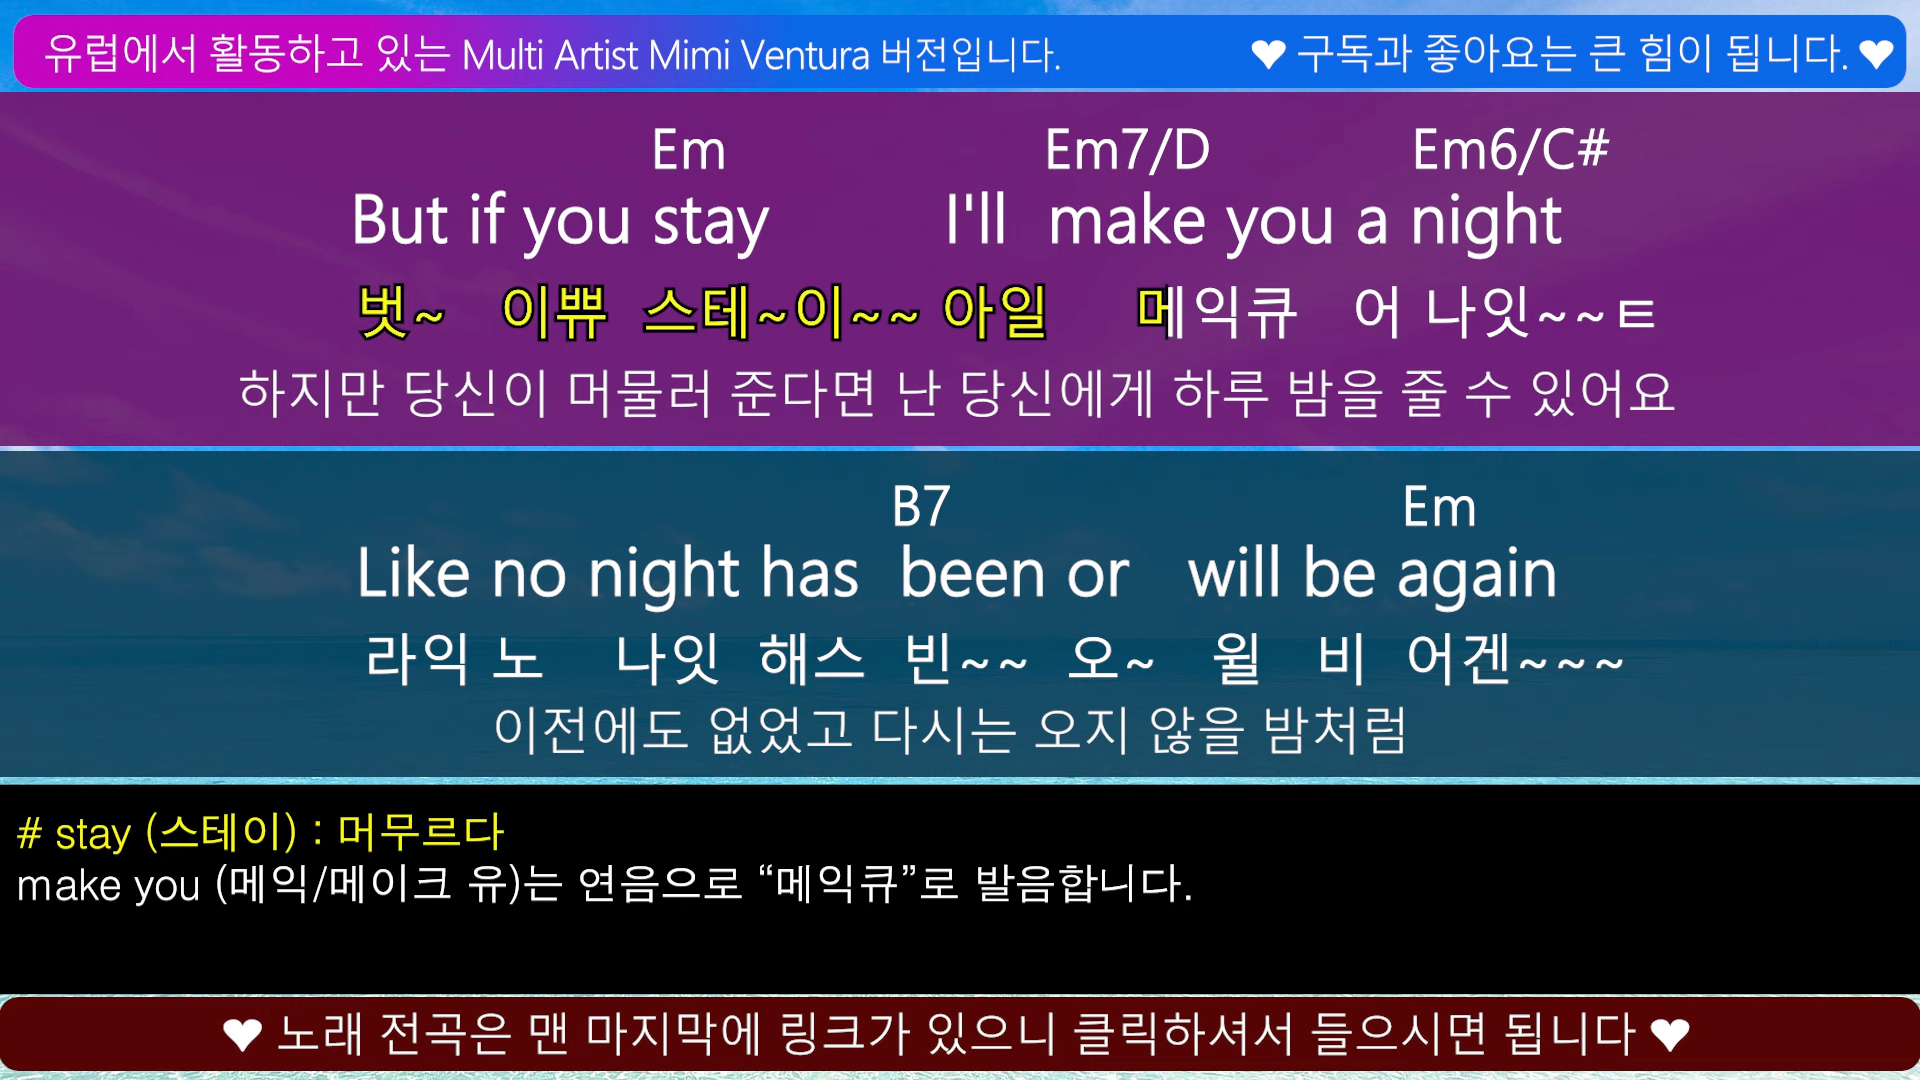 유럽에서 활동하고 있는 Multi Artist Mimi Ventura 버전입니다. ♥ 구독과 좋아요는 큰 힘이 됩니다. ♥
Em Em7/D Em6/C#
But if you stay I'll make you a night
벗~ 이쀼 스테~이~~ 아일 메익큐 어 나잇~~ㅌ
하지만 당신이 머물러 준다면 난 당신에게 하루 밤을 줄 수 있어요
B7 Em
Like no night has been or will be again
라익 노 나잇 해스 빈~~ 오~ 윌 비 어겐~~~
이전에도 없었고 다시는 오지 않을 밤처럼
# stay (스테이) : 머무르다
make you (메익/메이크 유)는 연음으로 “메익큐”로 발음합니다.
♥ 노래 전곡은 맨 마지막에 링크가 있으니 클릭하셔서 들으시면 됩니다 ♥